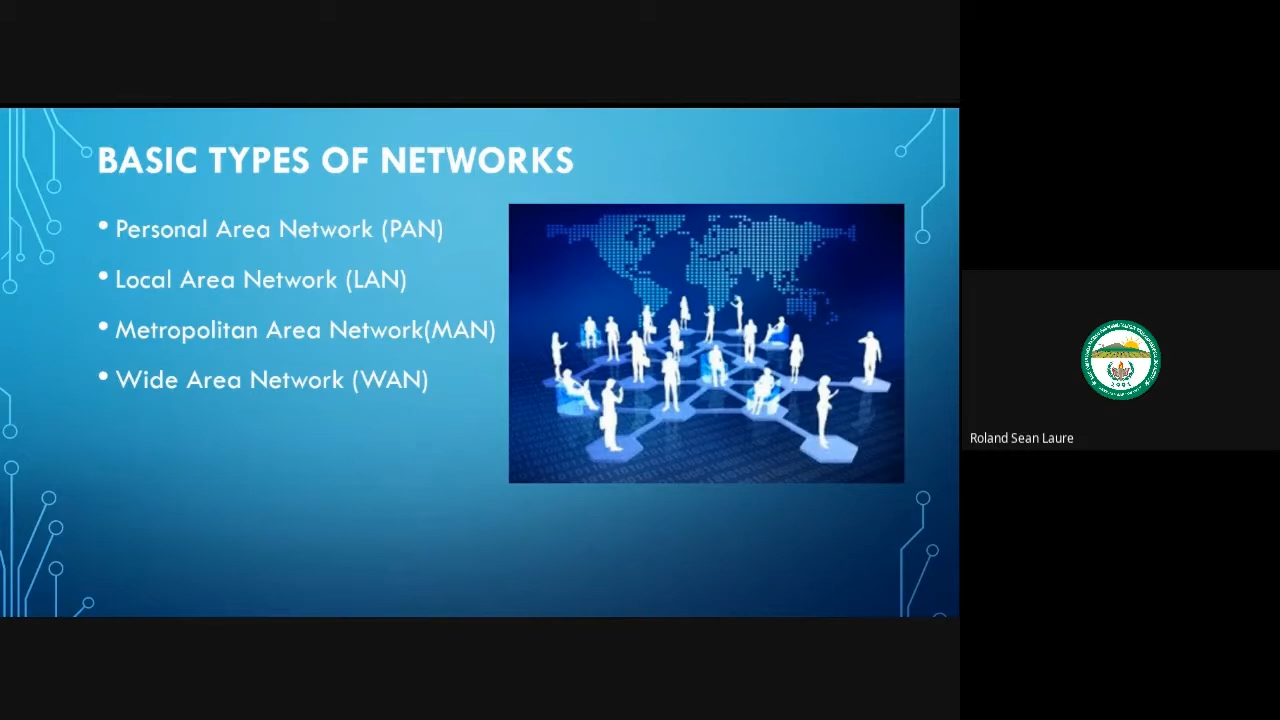 BASIC TYPES OF NETWORKS
• Personal Area Network (PAN)
• Local Area Network (LAN)
• Metropolitan Area Network(MAN)
• Wide Area Network (WAN)
2001
Roland Sean Laure